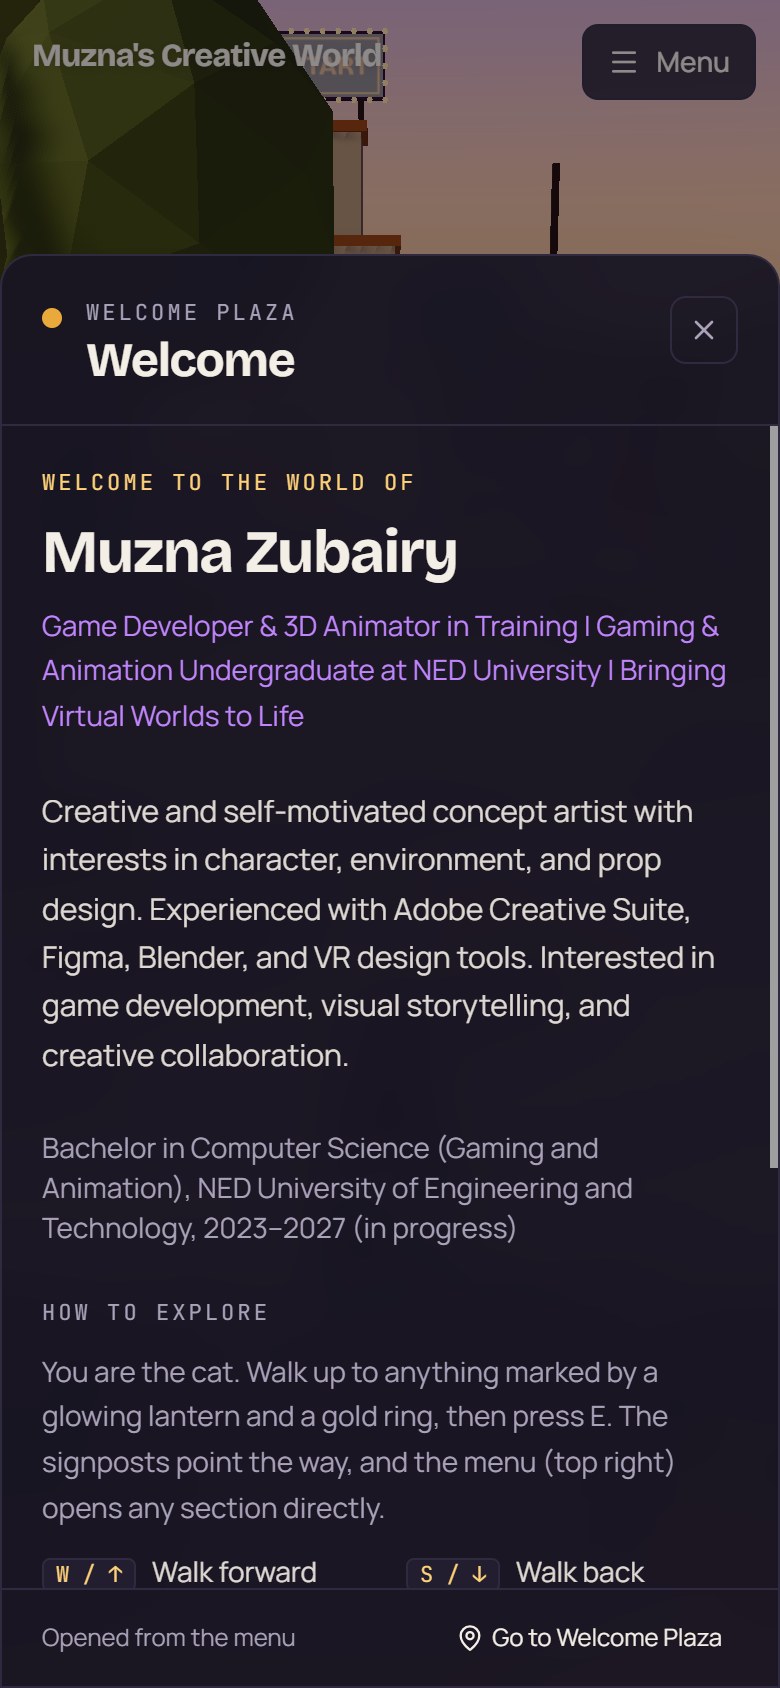 Muzna's Creative World
Menu
WELCOME PLAZA
Welcome
WELCOME TO THE WORLD OF
Muzna Zubairy
Game Developer & 3D Animator in Training | Gaming &
Animation Undergraduate at NED University | Bringing
Virtual Worlds to Life
Creative and self-motivated concept artist with
interests in character, environment, and prop
design. Experienced with Adobe Creative Suite,
Figma, Blender, and VR design tools. Interested in
game development, visual storytelling, and
creative collaboration.
Bachelor in Computer Science (Gaming and
Animation), NED University of Engineering and
Technology, 2023–2027 (in progress)
HOW TO EXPLORE
You are the cat. Walk up to anything marked by a
glowing lantern and a gold ring, then press E. The
signposts point the way, and the menu (top right)
opens any section directly.
W / ↑ Walk forward S / ↓ Walk back
Opened from the menu Go to Welcome Plaza